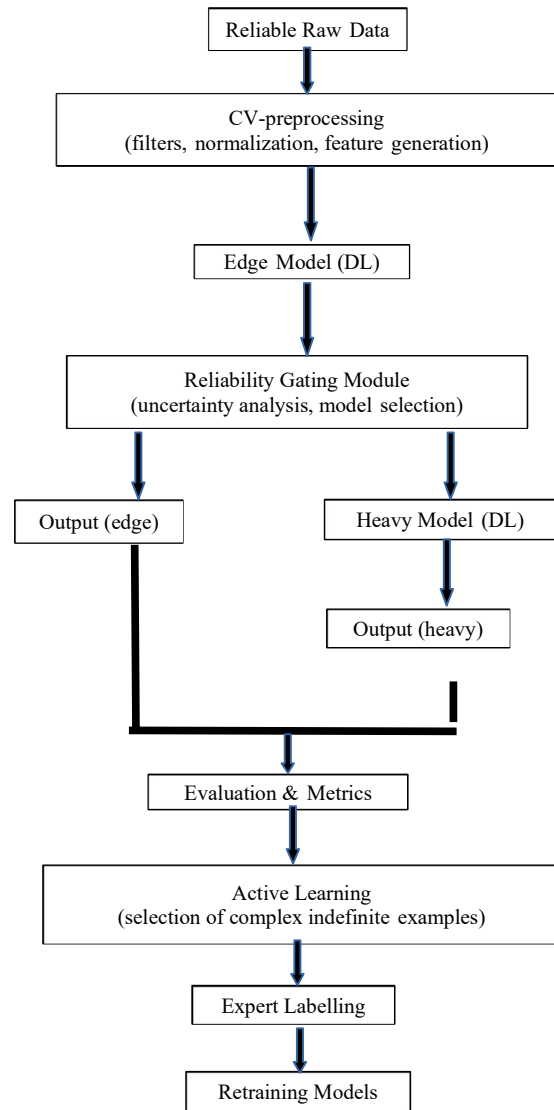 Reliable Raw Data
CV-preprocessing
(filters, normalization, feature generation)
Edge Model (DL)
Reliability Gating Module
(uncertainty analysis, model selection)
Output (edge)
Heavy Model (DL)
Output (heavy)
Evaluation & Metrics
Active Learning
(selection of complex indefinite examples)
Expert Labelling
Retraining Models